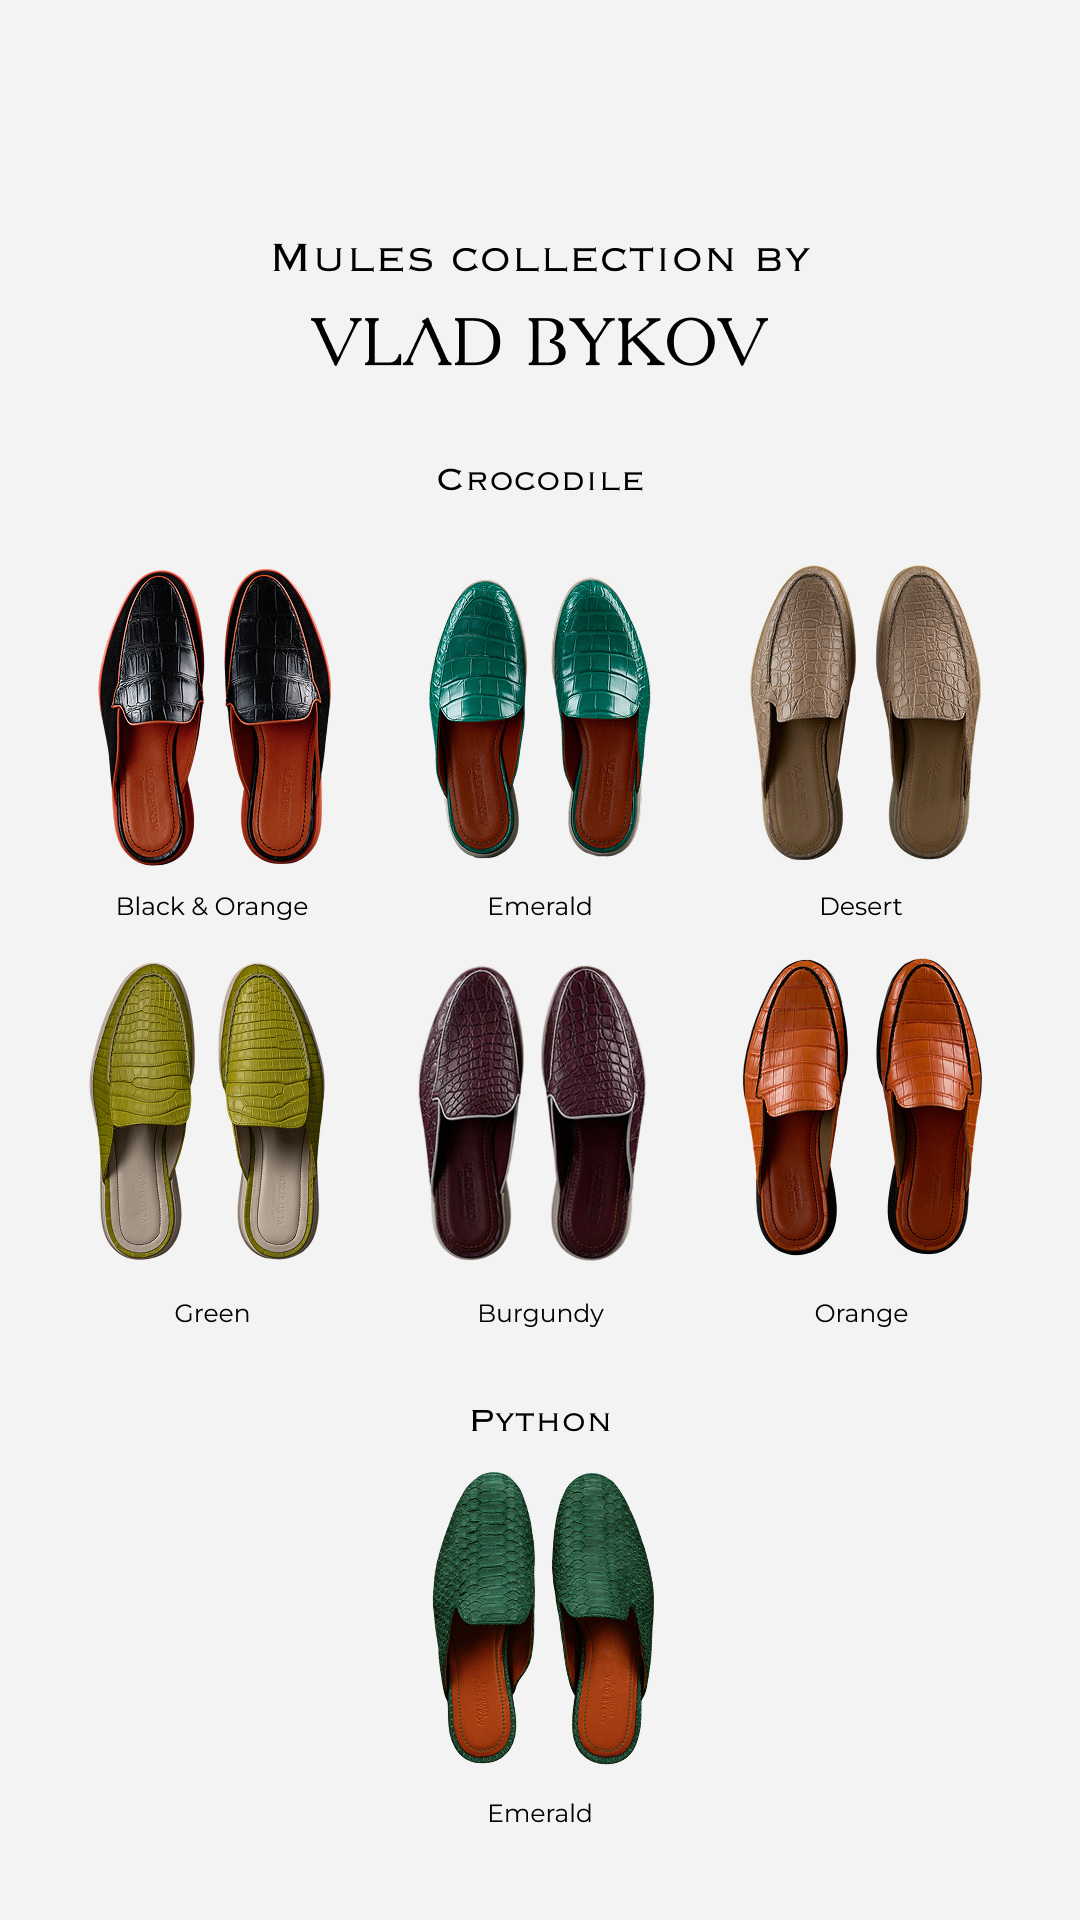 MULES COLLECTION BY
VLAD BYKOV
CROCODILE
Black & Orange
Emerald
Desert
Green
Burgundy
Orange
PYTHON
Emerald